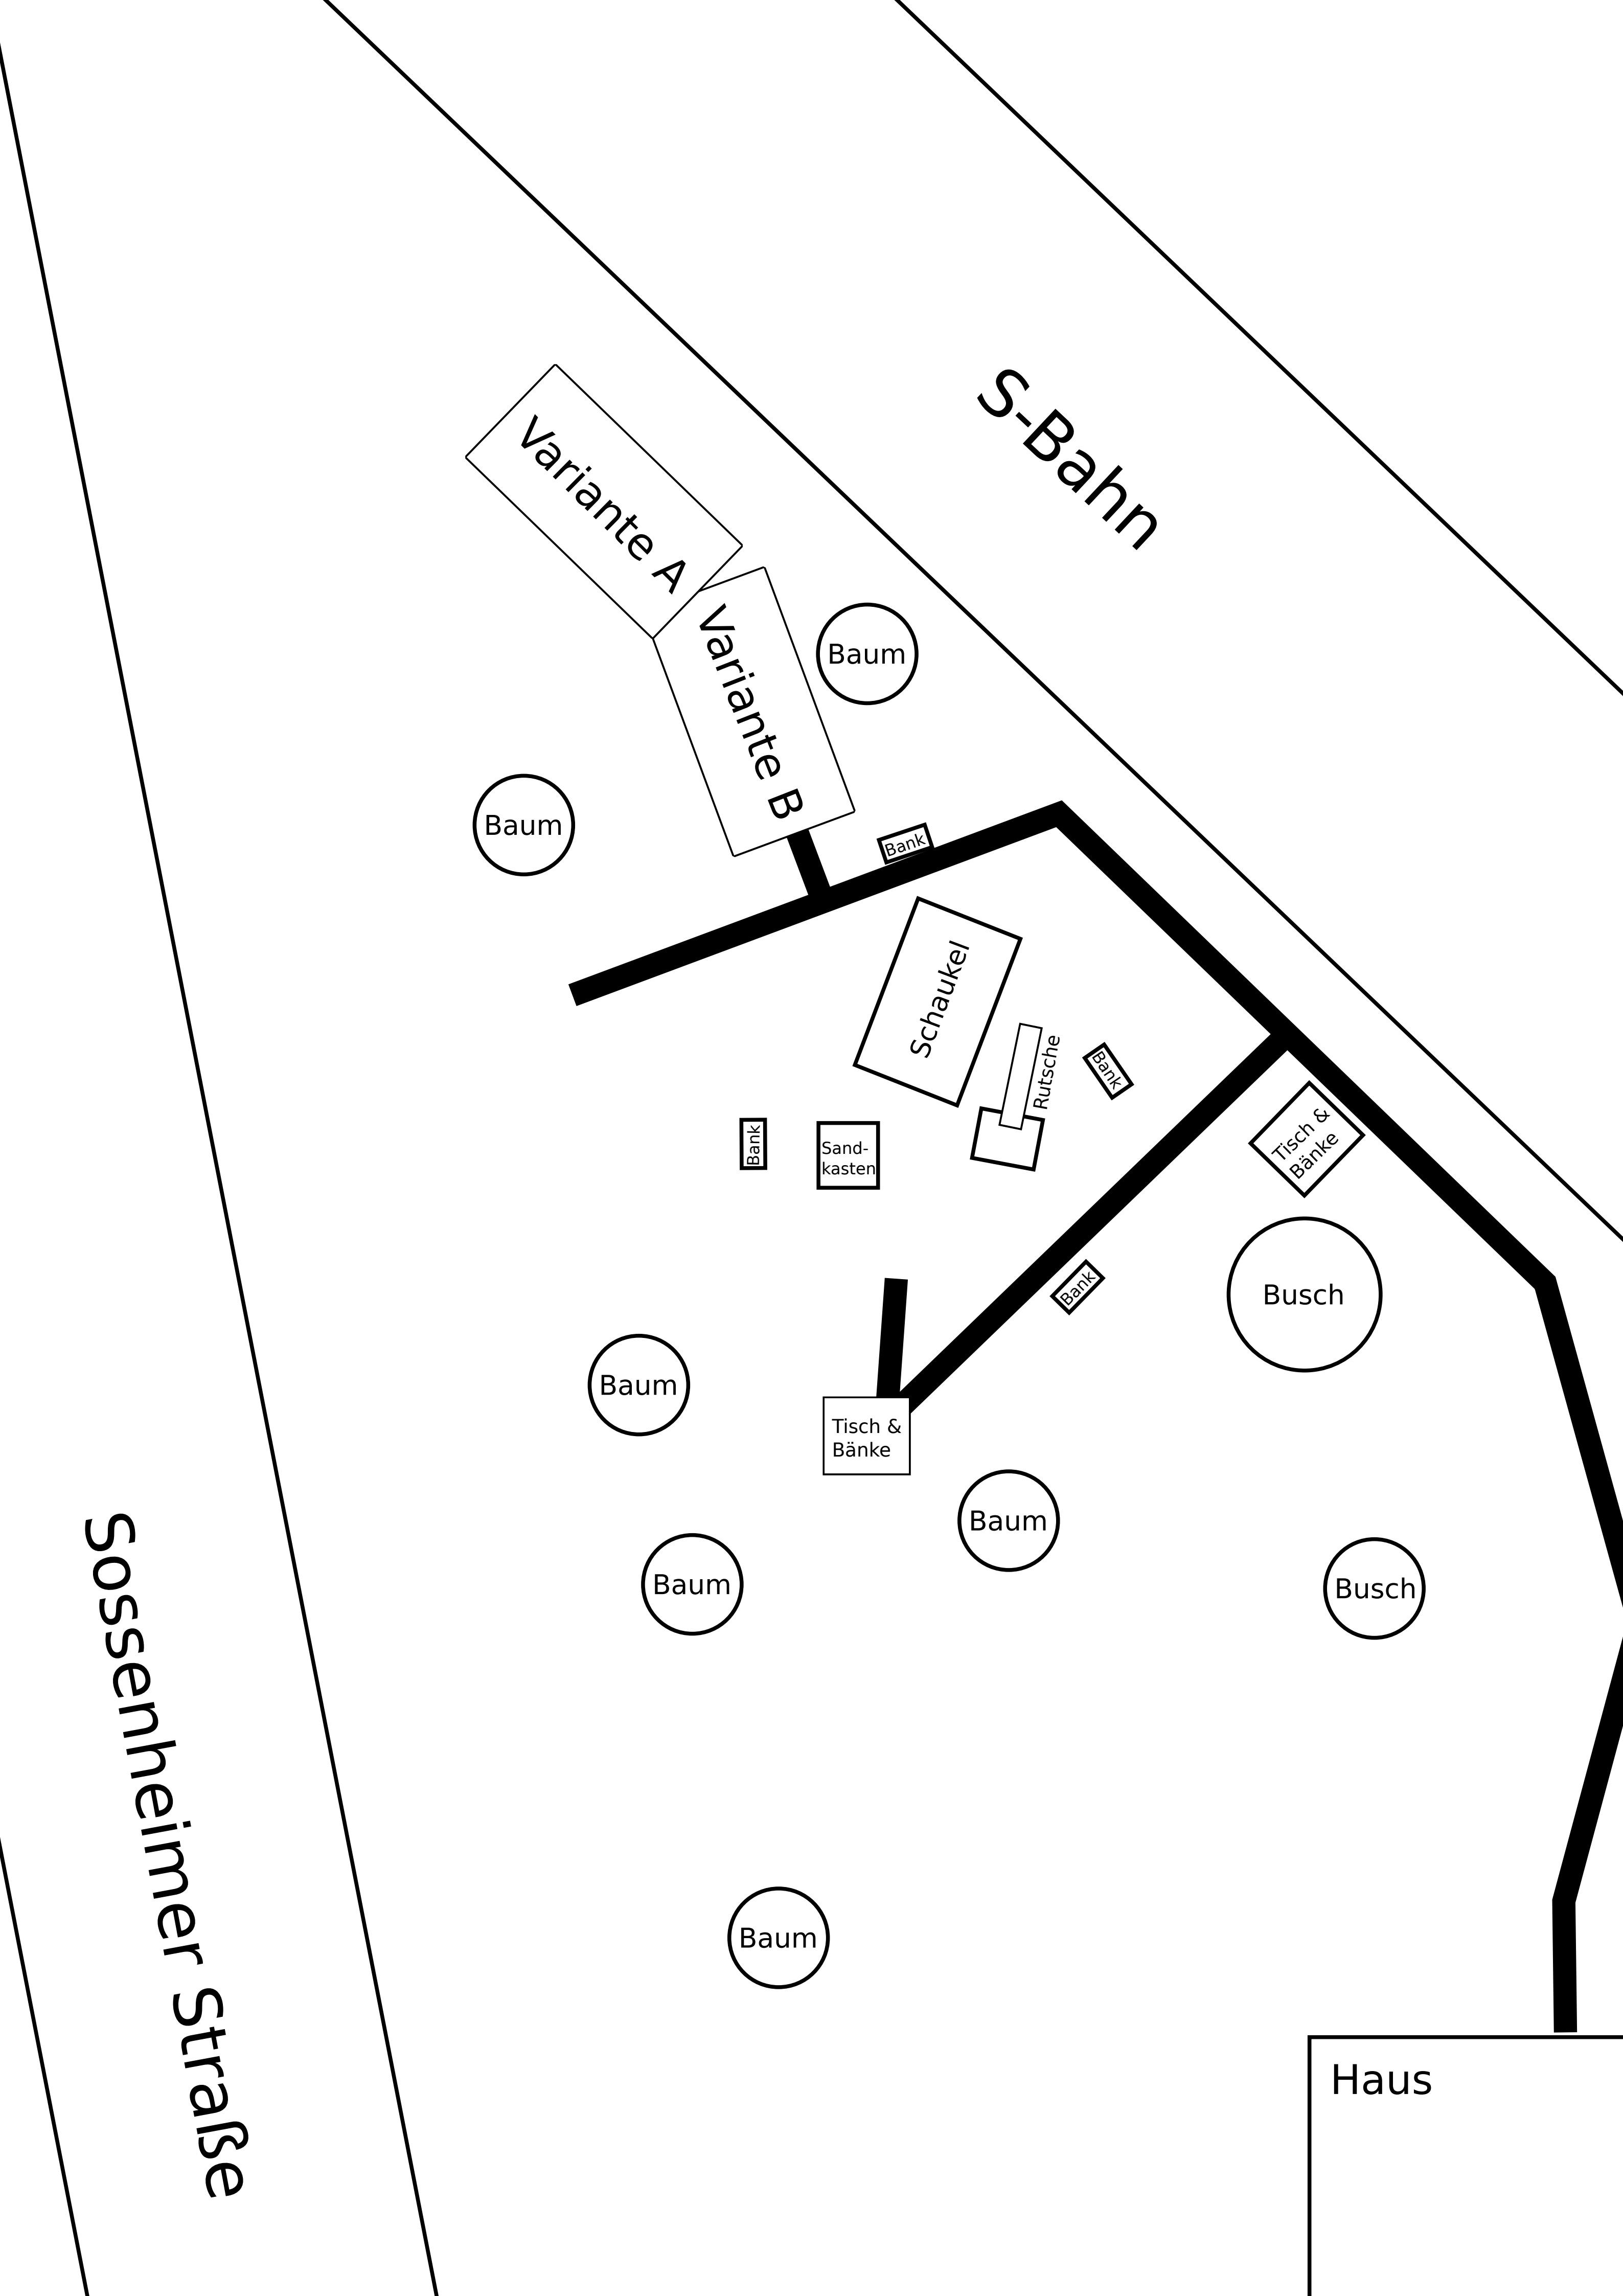 S-Bahn
Variante A
Variante B
Baum
Baum
Bank
Schaukel
Rutsche
Bank
Bank
Sand-
kasten
Tisch &
Bänke
Bank
Busch
Baum
Tisch &
Bänke
Baum
Baum
Busch
Sossenheimer Straße
Baum
Haus